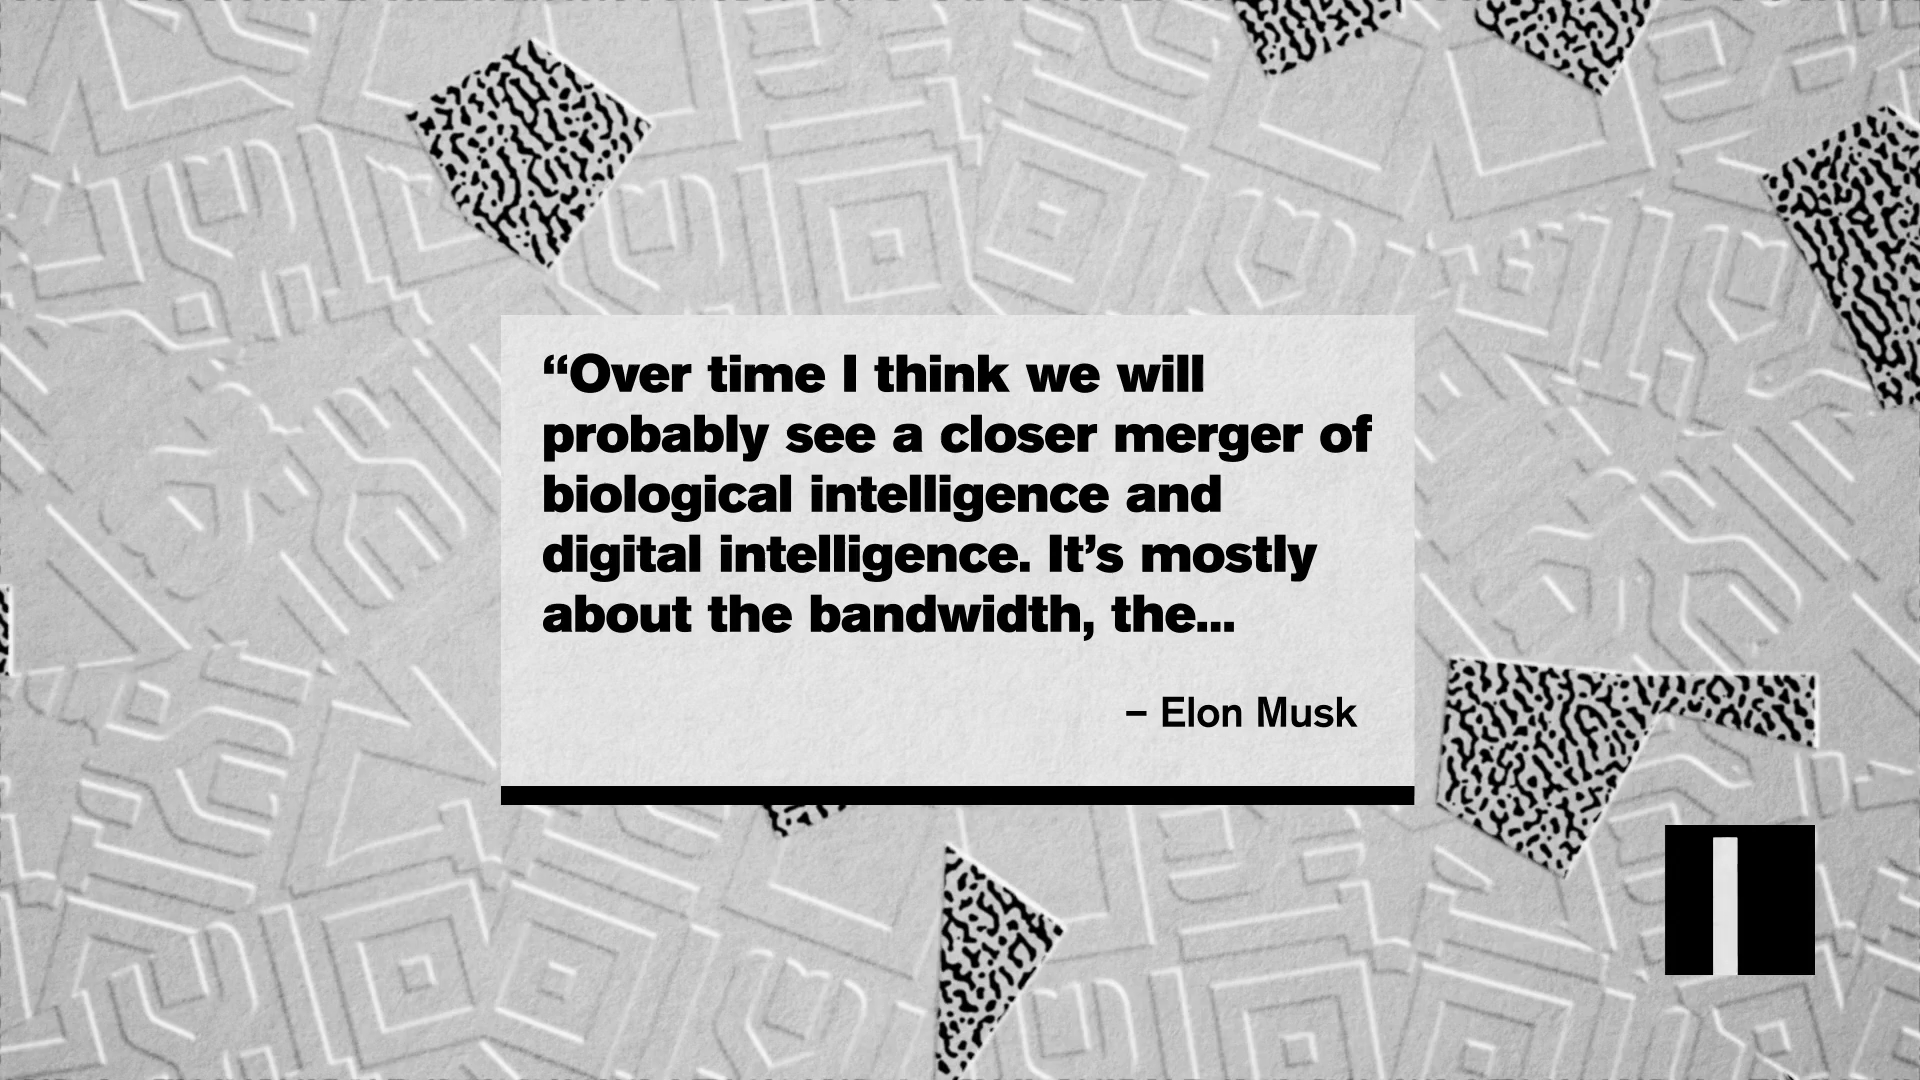 “Over time I think we will
probably see a closer merger of
biological intelligence and
digital intelligence. It’s mostly
about the bandwidth, the...
– Elon Musk